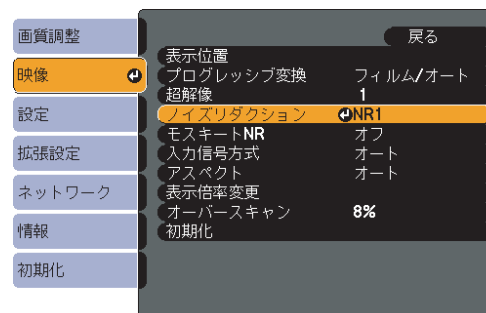 画質調整
映像
設定
拡張設定
ネットワーク
情報
初期化
戻る
表示位置
プログレッシブ変換 フィルム/オート
超解像 1
ノイズリダクション NR1
モスキートNR オフ
入力信号方式 オート
アスペクト オート
表示倍率変更
オーバースキャン 8%
初期化